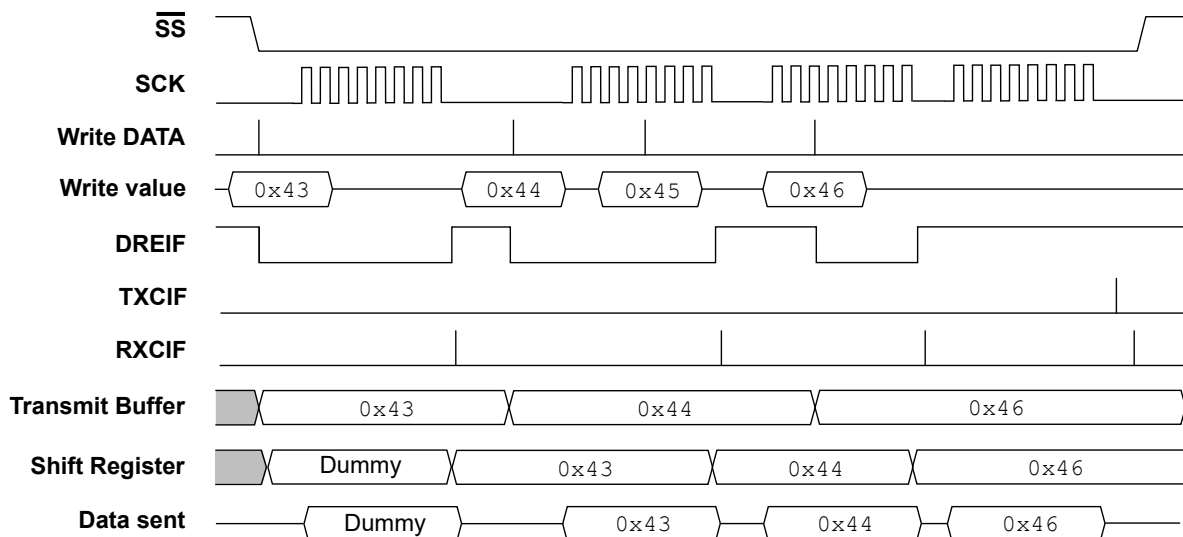 SS
SCK
Write DATA
Write value 0x43 0x44 0x45 0x46
DREIF
TXCIF
RXCIF
Transmit Buffer 0x43 0x44 0x46
Shift Register Dummy 0x43 0x44 0x46
Data sent Dummy 0x43 0x44 0x46